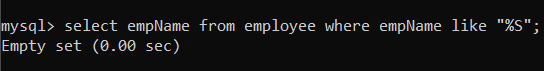 mysql> select empName from employee where empName like "%S";
Empty set (0.00 sec)